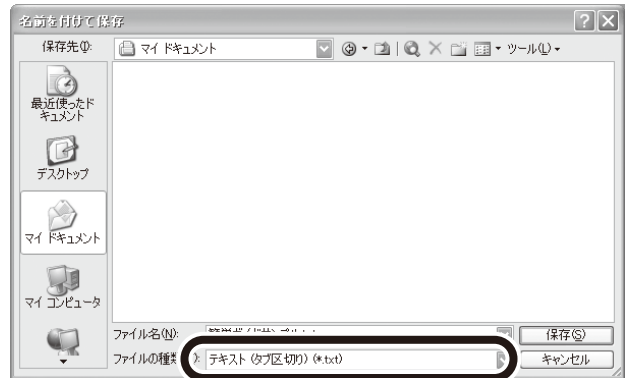 名前を付けて保存
保存先(I):
マイ ドキュメント
ツール(L)
最近使ったド
キュメント
デスクトップ
マイ ドキュメント
マイ コンピュータ
ファイル名(N):
保存(S)
ファイルの種類
テキスト (タブ区切り) (*.txt)
キャンセル